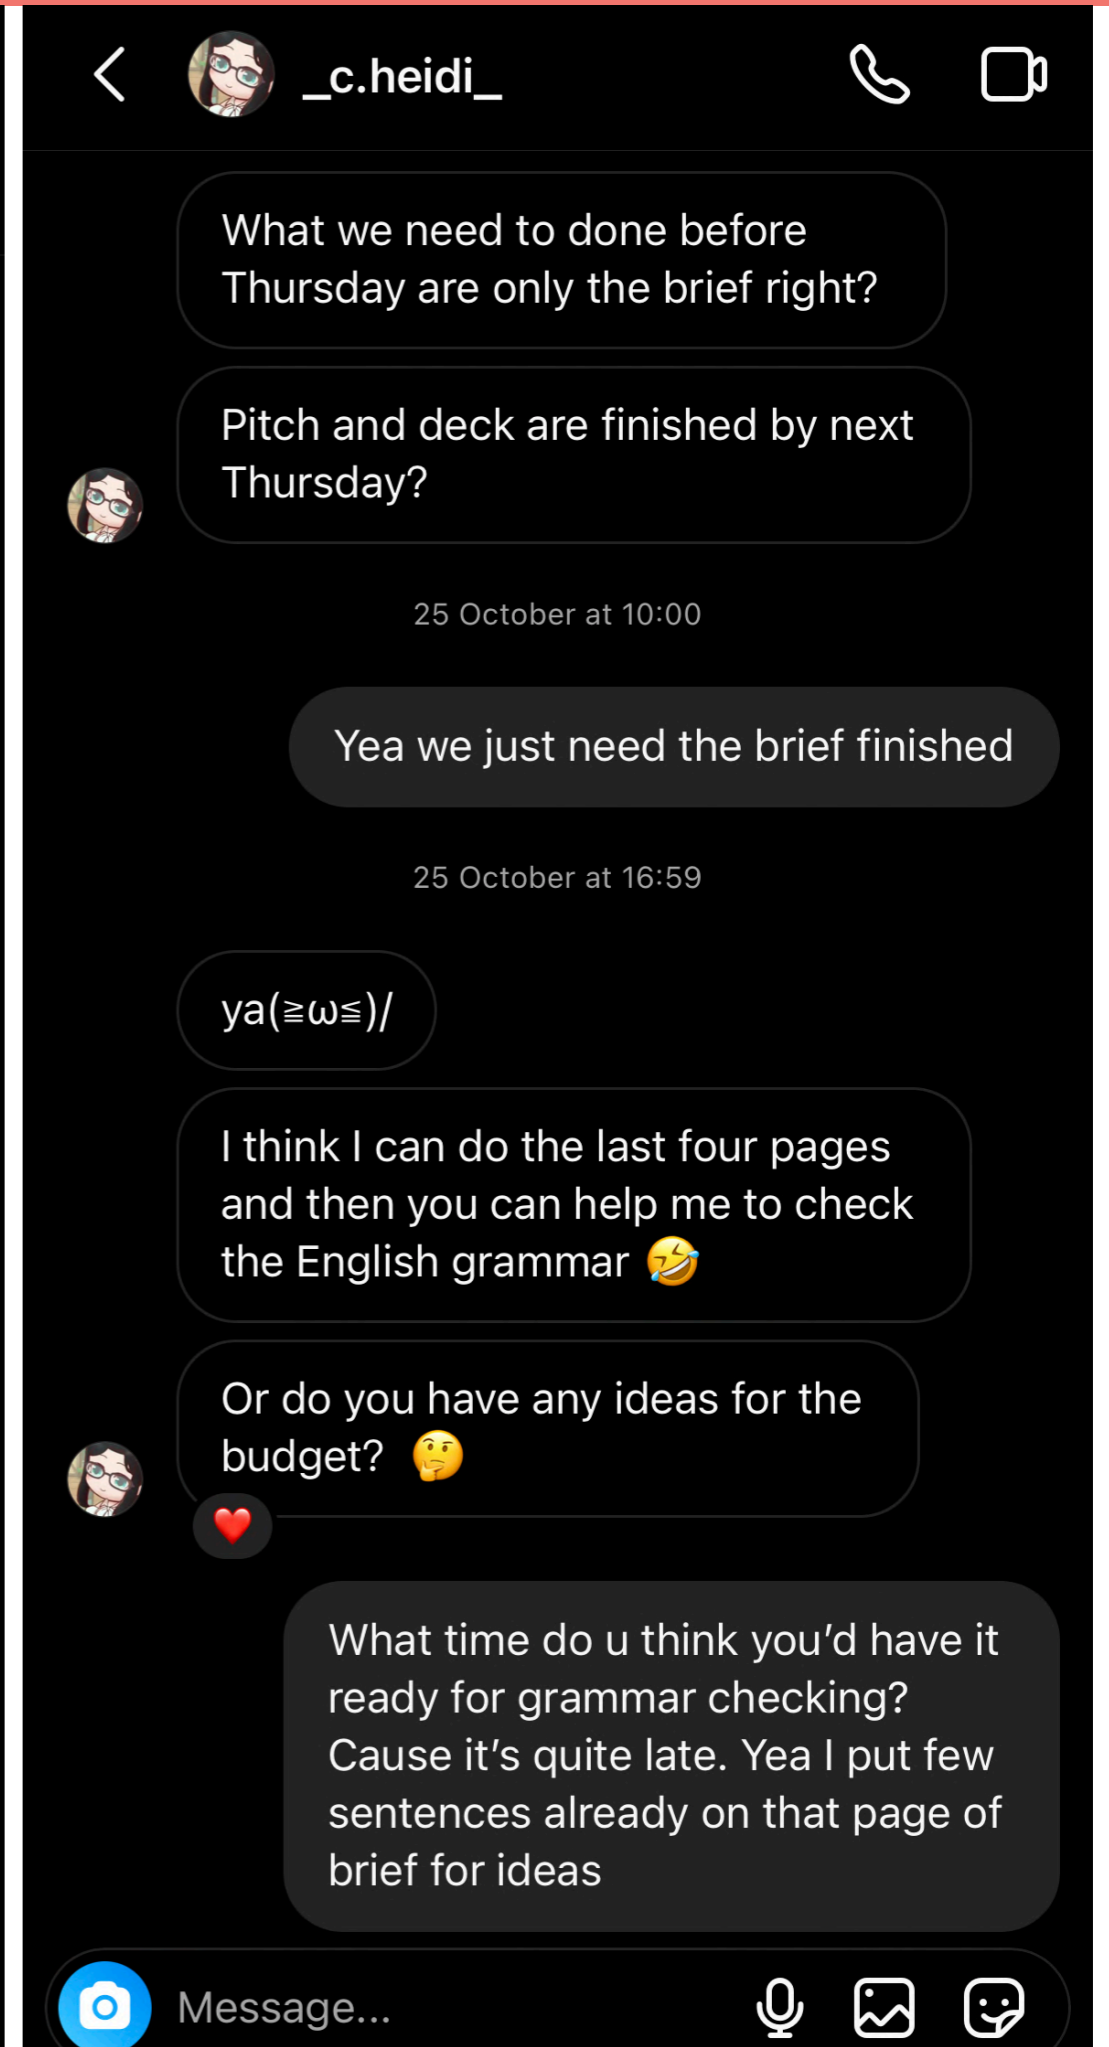 _c.heidi_
What we need to done before
Thursday are only the brief right?
Pitch and deck are finished by next
Thursday?
25 October at 10:00
Yea we just need the brief finished
25 October at 16:59
ya(≧ω≦)/
I think I can do the last four pages
and then you can help me to check
the English grammar 🤣
Or do you have any ideas for the
budget? 🤔
❤️
What time do u think you’d have it
ready for grammar checking?
Cause it’s quite late. Yea I put few
sentences already on that page of
brief for ideas
Message...